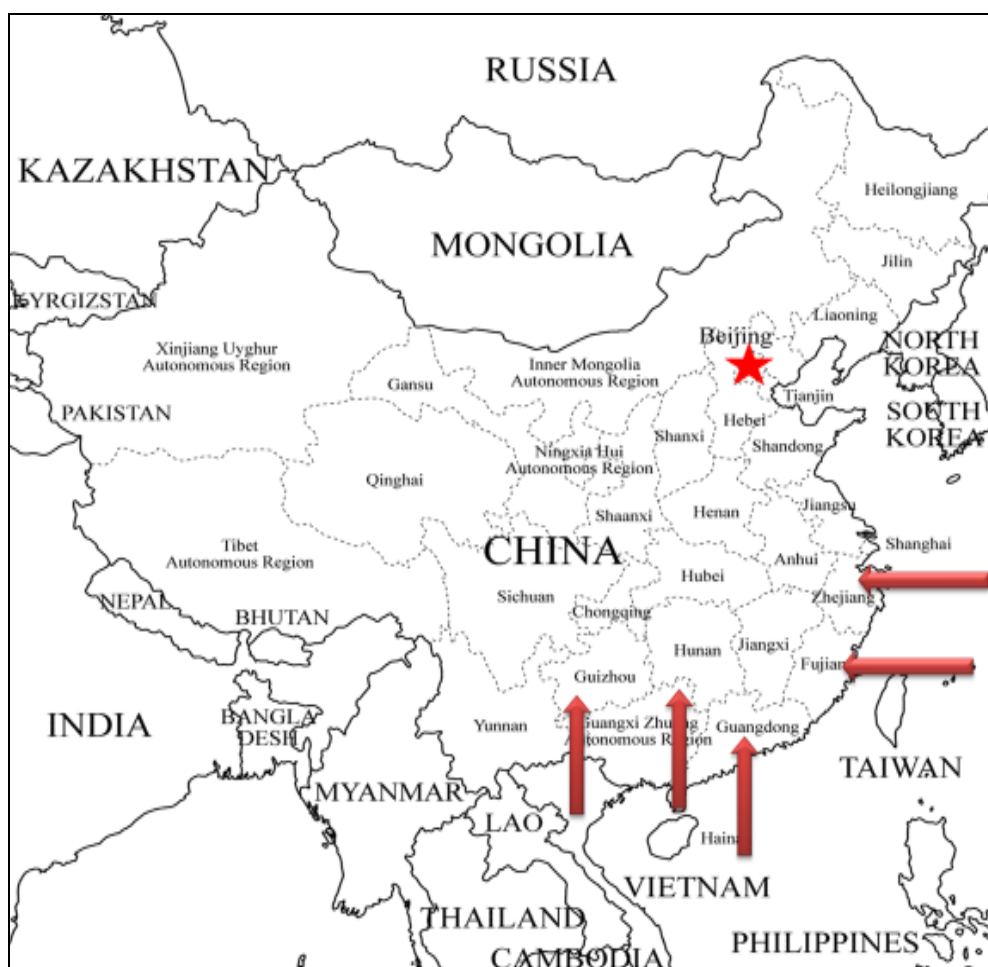 RUSSIA
KAZAKHSTAN
Heilongjiang
MONGOLIA
Jilin
KYRGIZSTAN
Liaoning
Beijing
NORTH
KOREA
Xinjiang Uyghur
Autonomous Region
Inner Mongolia
Autonomous Region
Gansu
Tianjin
PAKISTAN
SOUTH
KOREA
Hebei
Shanxi
Shandong
Ningxia Hui
Autonomous Region
Qinghai
Jiangsu
Henan
Shaanxi
Shanghai
Tibet
Autonomous Region
CHINA
Anhui
Hubei
Sichuan
Zhejiang
NEPAL
Chongqing
BHUTAN
Hunan
Jiangxi
Fujian
Guizhou
INDIA
BANGLA
DESH
Yunnan
Guangxi Zhuang
Autonomous Region
Guangdong
TAIWAN
MYANMAR
LAO
Haina
VIETNAM
THAILAND
PHILIPPINES
CAMBODIA